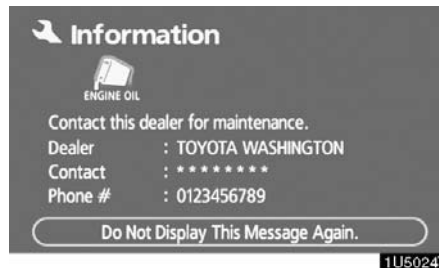 Information
ENGINE OIL
Contact this dealer for maintenance.
Dealer : TOYOTA WASHINGTON
Contact : * * * * * * * *
Phone # : 0123456789
Do Not Display This Message Again.
1U5024